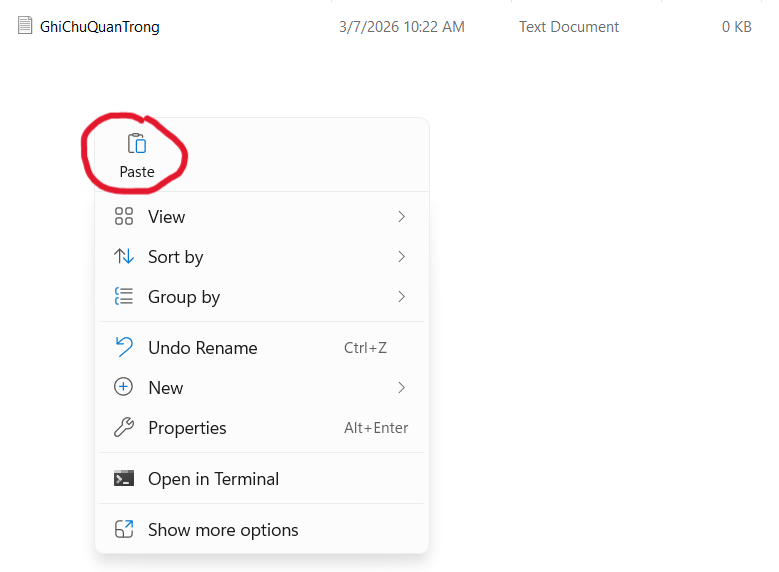 GhiChuQuanTrong 3/7/2026 10:22 AM Text Document 0 KB
Paste
View
Sort by
Group by
Undo Rename Ctrl+Z
New
Properties Alt+Enter
Open in Terminal
Show more options